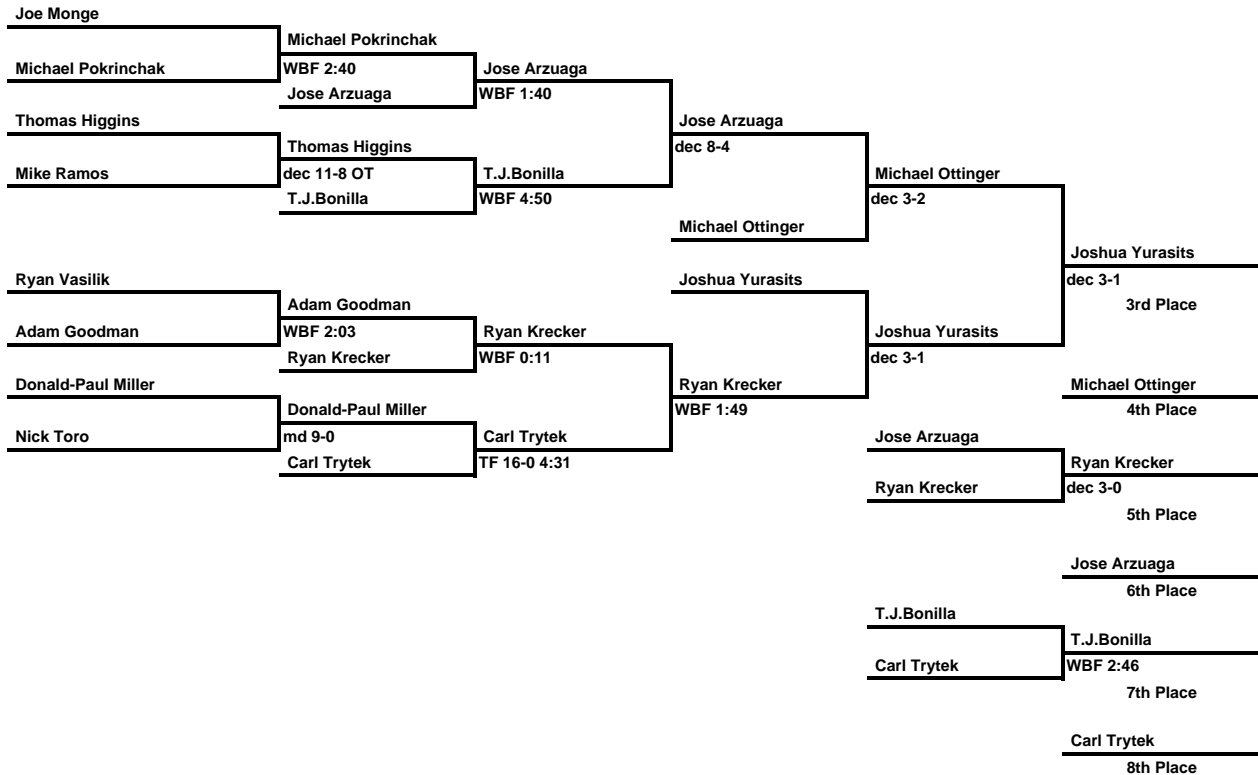 Joe Monge
Michael Pokrinchak
Michael Pokrinchak
WBF 2:40
Jose Arzuaga
Jose Arzuaga
WBF 1:40
Thomas Higgins
Jose Arzuaga
dec 8-4
Thomas Higgins
Mike Ramos
dec 11-8 OT
T.J.Bonilla
T.J.Bonilla
WBF 4:50
Michael Ottinger
dec 3-2
Michael Ottinger
Joshua Yurasits
dec 3-1
3rd Place
Ryan Vasilik
Joshua Yurasits
Adam Goodman
Adam Goodman
WBF 2:03
Ryan Krecker
Ryan Krecker
WBF 0:11
Joshua Yurasits
dec 3-1
Donald-Paul Miller
Ryan Krecker
WBF 1:49
Michael Ottinger
4th Place
Donald-Paul Miller
Nick Toro
md 9-0
Carl Trytek
Carl Trytek
TF 16-0 4:31
Jose Arzuaga
Ryan Krecker
Ryan Krecker
dec 3-0
5th Place
Jose Arzuaga
6th Place
T.J.Bonilla
T.J.Bonilla
Carl Trytek
WBF 2:46
7th Place
Carl Trytek
8th Place